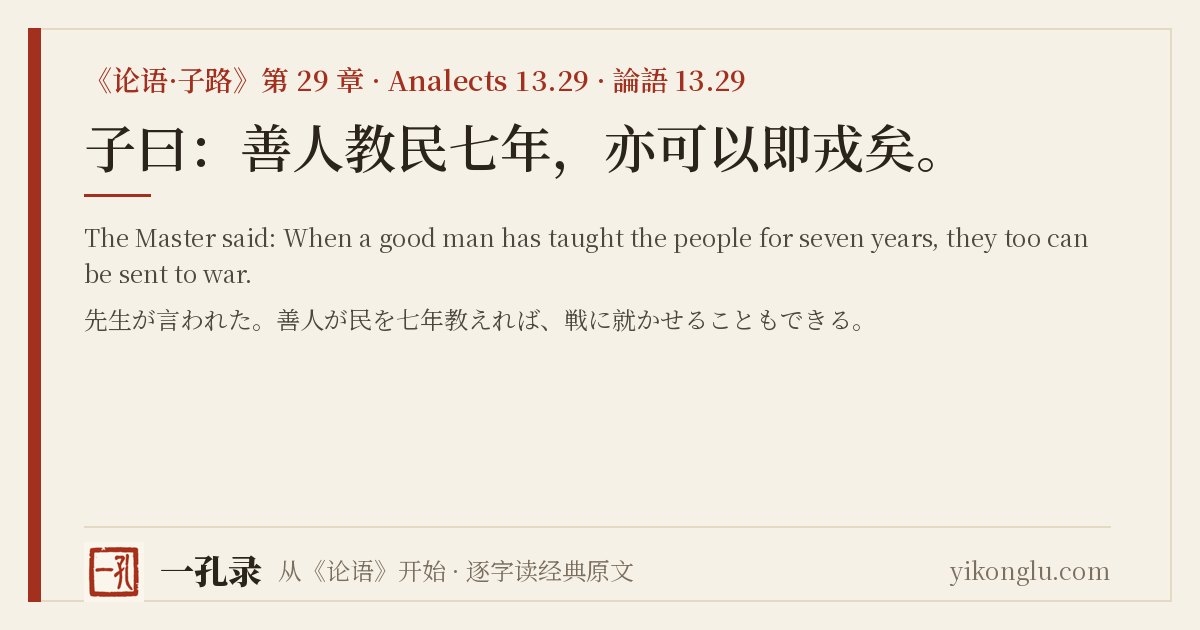 《论语·子路》第 29 章 · Analects 13.29 · 論語 13.29
子曰：善人教民七年，亦可以即戎矣。
The Master said: When a good man has taught the people for seven years, they too can
be sent to war.
先生が言われた。善人が民を七年教えれば、戦に就かせることもできる。
一孔
一孔录 从《论语》开始 · 逐字读经典原文 yikonglu.com